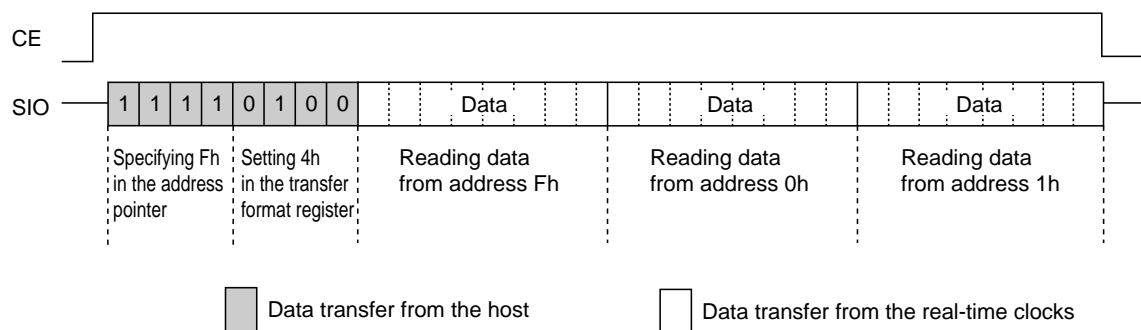 CE
SIO
1 1 1 1 0 1 0 0 Data Data Data
Specifying Fh
in the address
pointer
Setting 4h
in the transfer
format register
Reading data
from address Fh
Reading data
from address 0h
Reading data
from address 1h
Data transfer from the host
Data transfer from the real-time clocks